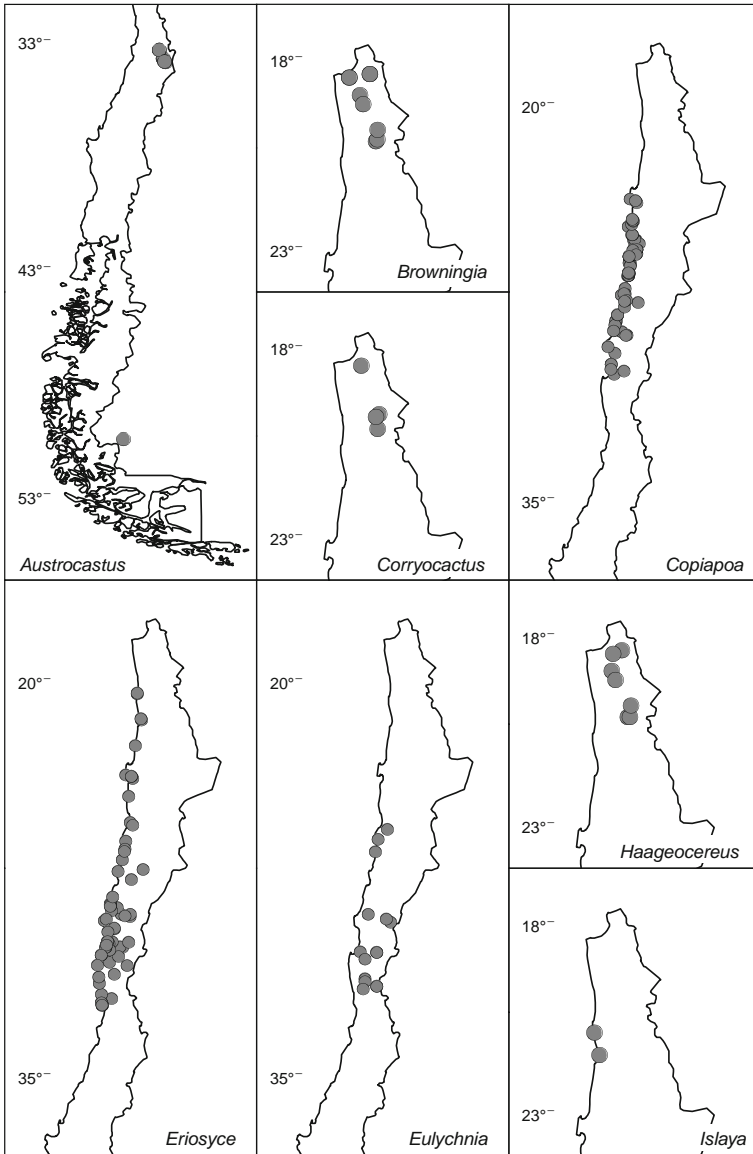 33°
43°
53°
Austrocastus
18°
23°
Browningia
18°
23°
Corryocactus
20°
35°
Copiapoa
20°
35°
Eriosyce
20°
35°
Eulychnia
18°
23°
Haageocereus
18°
23°
Islaya